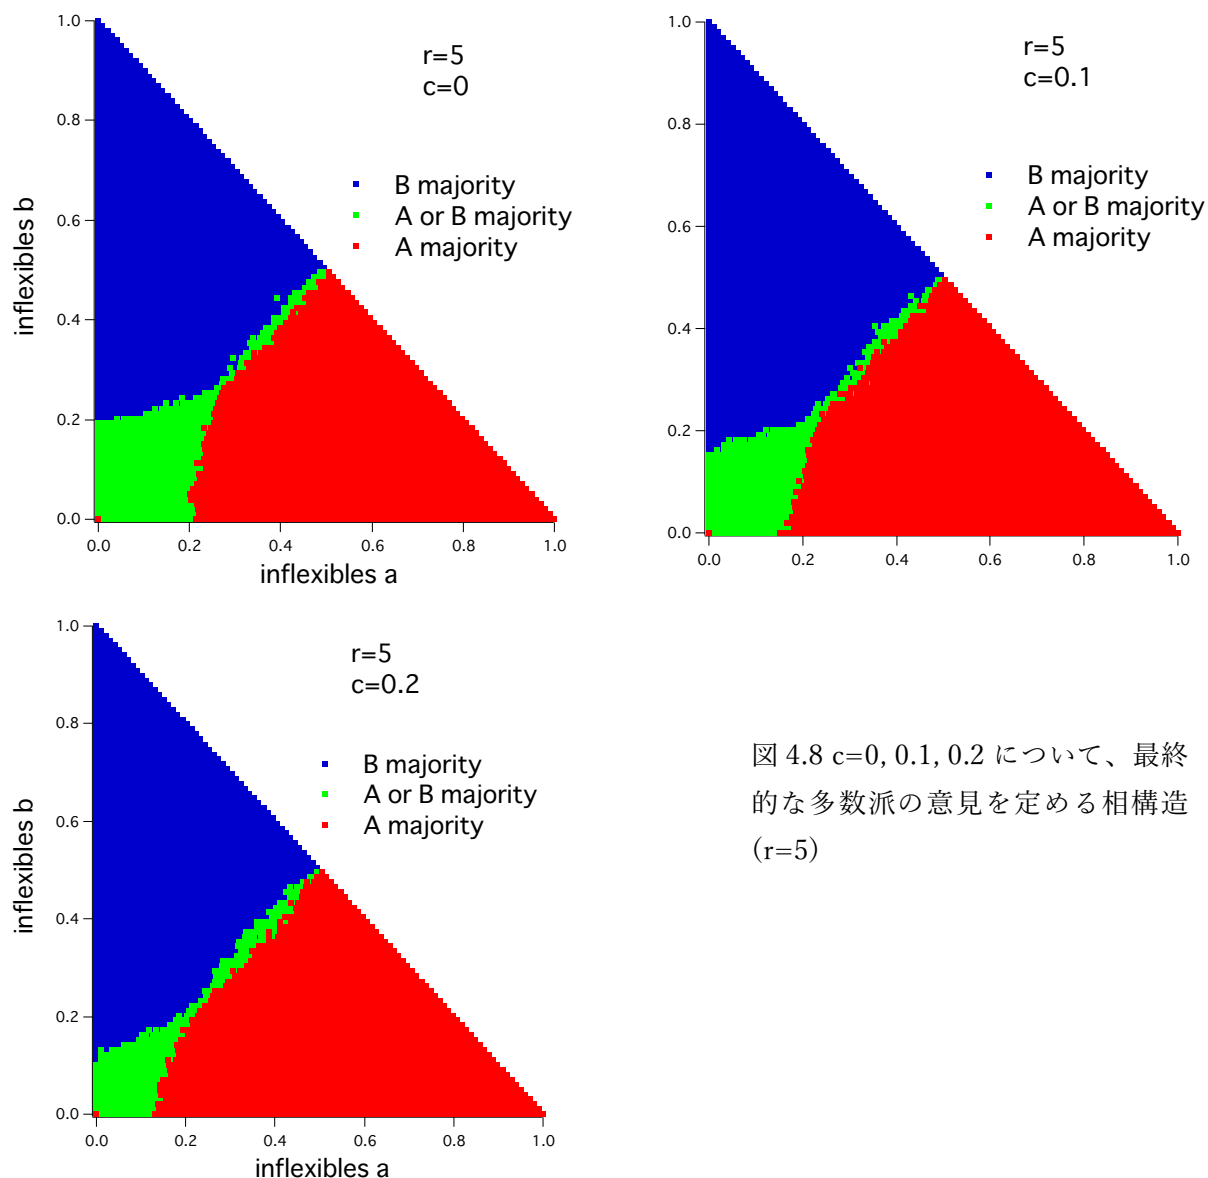 r=5
c=0
B majority
A or B majority
A majority
1.0
0.8
0.6
0.4
0.2
0.0
inflexibles b
0.0 0.2 0.4 0.6 0.8 1.0
inflexibles a
r=5
c=0.1
B majority
A or B majority
A majority
1.0
0.8
0.6
0.4
0.2
0.0
0.0 0.2 0.4 0.6 0.8 1.0
r=5
c=0.2
B majority
A or B majority
A majority
1.0
0.8
0.6
0.4
0.2
0.0
inflexibles b
0.0 0.2 0.4 0.6 0.8 1.0
inflexibles a
図 4.8 c=0, 0.1, 0.2 について、最終
的な多数派の意見を定める相構造
(r=5)